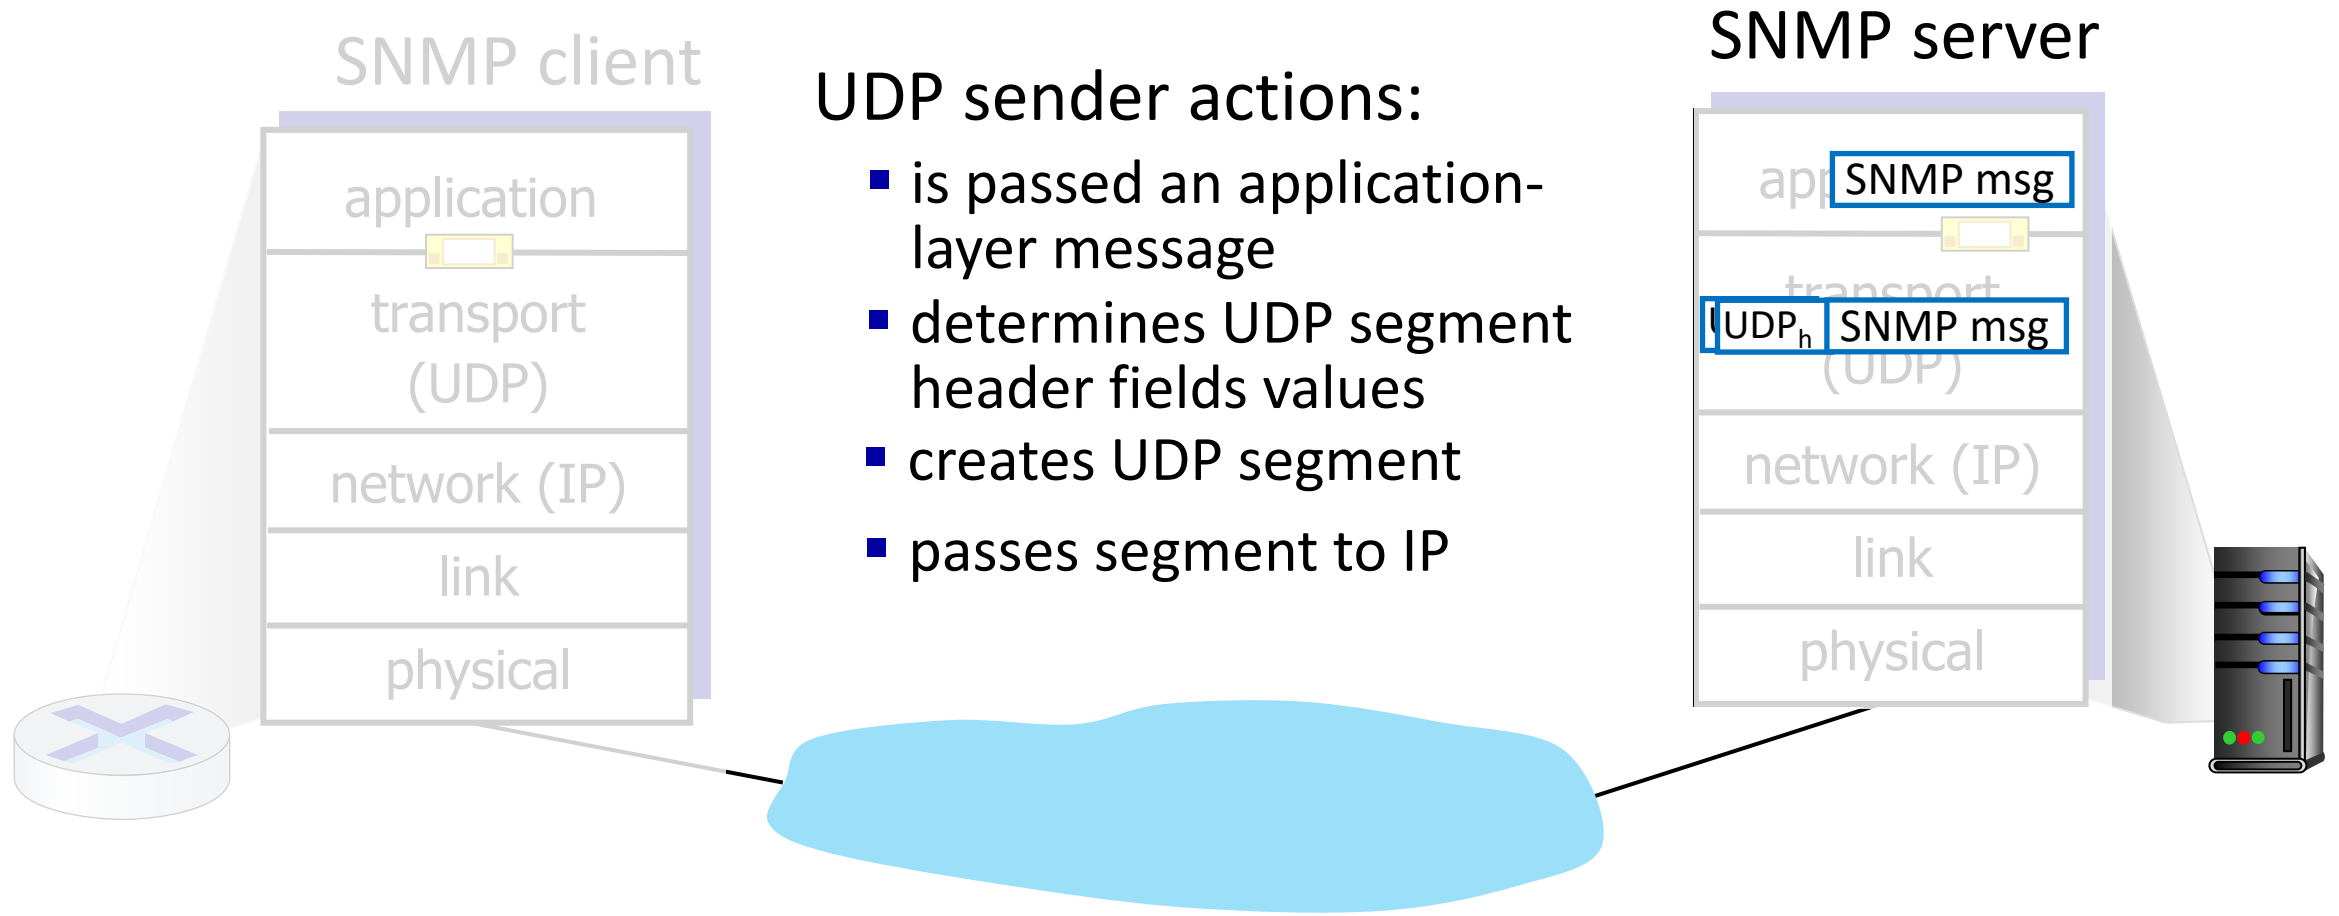 SNMP client
application
transport
(UDP)
network (IP)
link
physical
UDP sender actions:
is passed an application-
layer message
determines UDP segment
header fields values
creates UDP segment
passes segment to IP
SNMP server
SNMP msg
transport
UDPh SNMP msg
(UDP)
network (IP)
link
physical